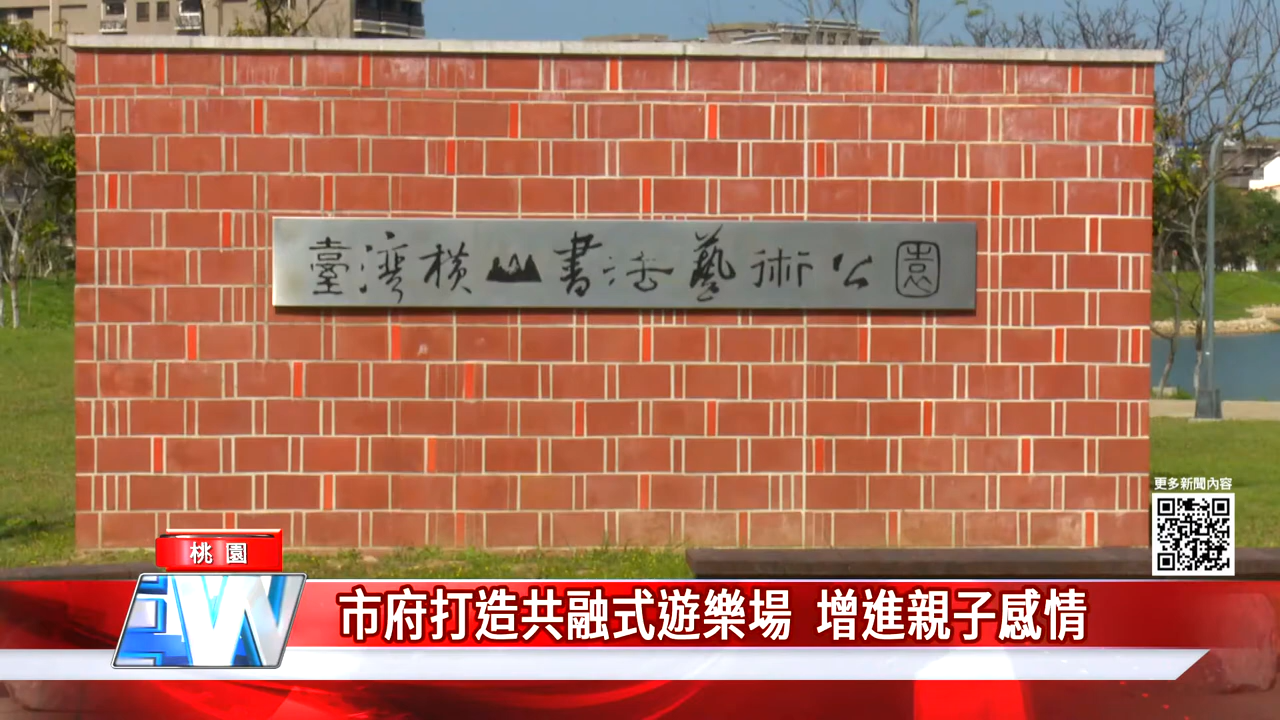 臺灣橫山書法藝術公園
更多新聞內容
桃園
EW
市府打造共融式遊樂場 增進親子感情